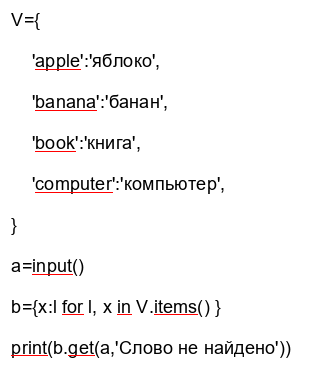 V={
'apple':'яблоко',
'banana':'банан',
'book':'книга',
'computer':'компьютер',
}
a=input()
b={x:l for l, x in V.items() }
print(b.get(a,'Слово не найдено'))